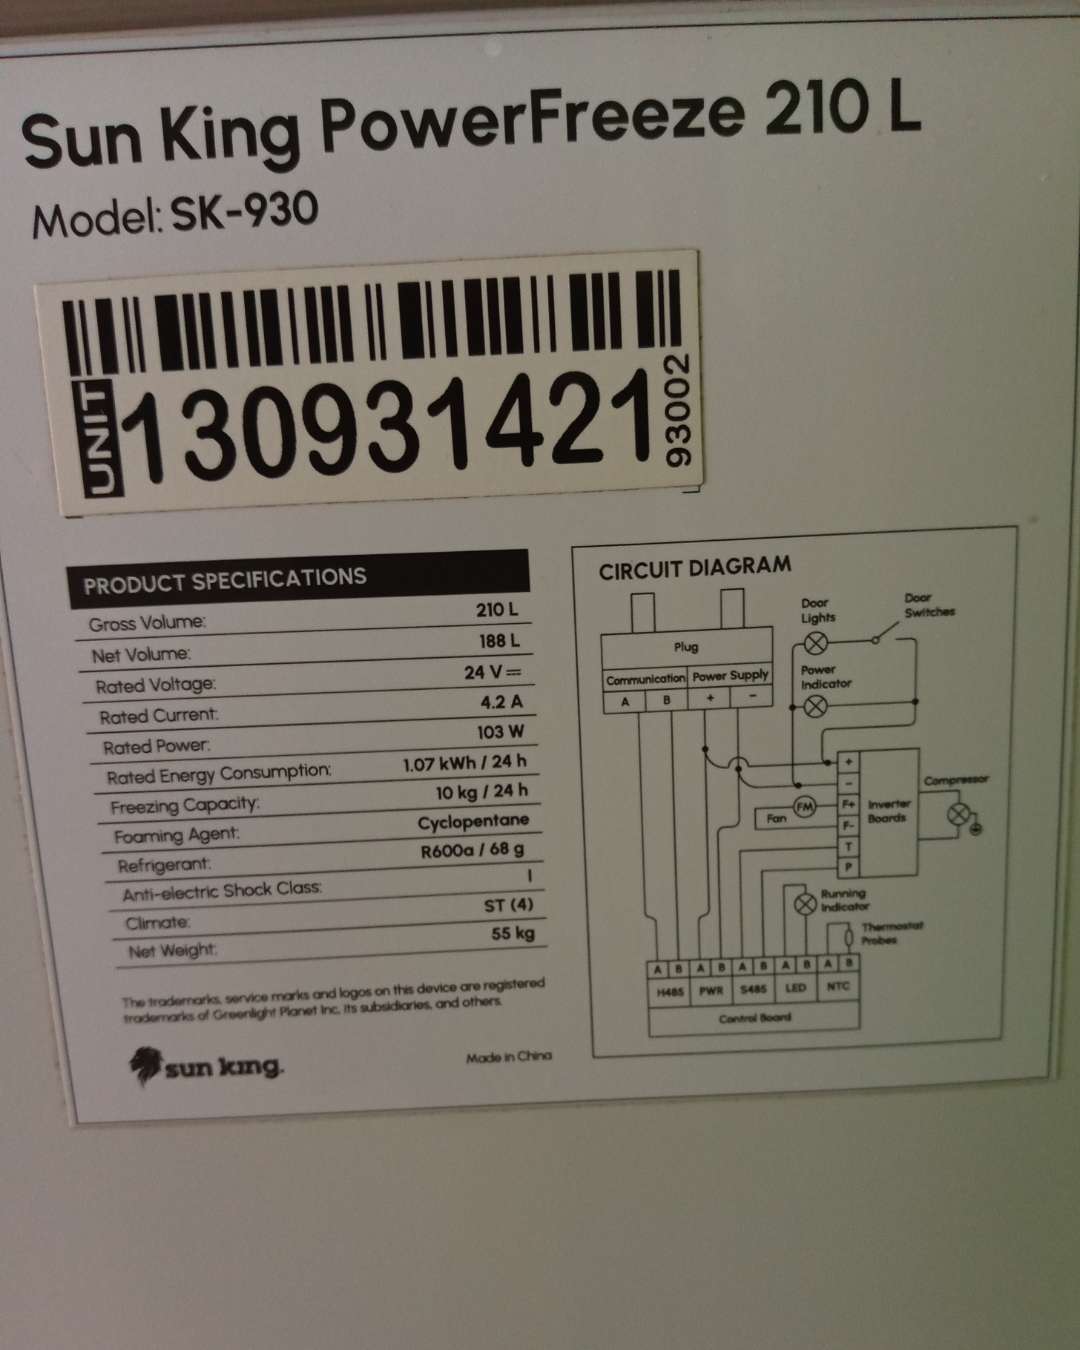 Sun King PowerFreeze 210 L
Model: SK-930
UNIT 130931421 93002
PRODUCT SPECIFICATIONS
Gross Volume: 210 L
Net Volume: 188 L
Rated Voltage: 24 V⎓
Rated Current: 4.2 A
Rated Power: 103 W
Rated Energy Consumption: 1.07 kWh / 24 h
Freezing Capacity: 10 kg / 24 h
Foaming Agent: Cyclopentane
Refrigerant: R600a / 68 g
Anti-electric Shock Class: I
Climate: ST (4)
Net Weight: 55 kg
The trademarks, service marks and logos on this device are registered
trademarks of Greenlight Planet Inc, its subsidiaries, and others.
sun king.
Made in China
CIRCUIT DIAGRAM
Plug
Communication Power Supply
A B + −
Door
Lights
Door
Switches
Power
Indicator
+
−
F+
F-
T
P
Inverter
Boards
Compressor
FM
Fan
Running
Indicator
Thermostat
Probes
A B A B A B A B A B
H485 PWR S485 LED NTC
Control Board